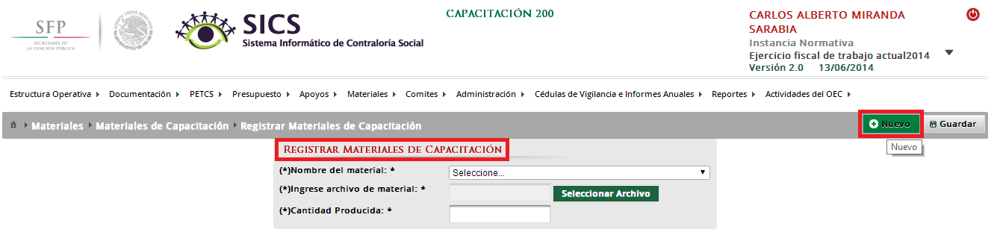 SFP
SECRETARÍA DE
LA FUNCIÓN PÚBLICA
ESTADOS UNIDOS MEXICANOS
SICS
Sistema Informático de Contraloría Social
CAPACITACIÓN 200
CARLOS ALBERTO MIRANDA
SARABIA
Instancia Normativa
Ejercicio fiscal de trabajo actual2014
Versión 2.0 13/06/2014
Estructura Operativa Documentación PETCS Presupuesto Apoyos Materiales Comites Administración Cédulas de Vigilancia e Informes Anuales Reportes Actividades del OEC
Materiales Materiales de Capacitación Registrar Materiales de Capacitación
Nuevo Guardar
Nuevo
REGISTRAR MATERIALES DE CAPACITACIÓN
(*)Nombre del material: * Seleccione...
(*)Ingrese archivo de material: * Seleccionar Archivo
(*)Cantidad Producida: *